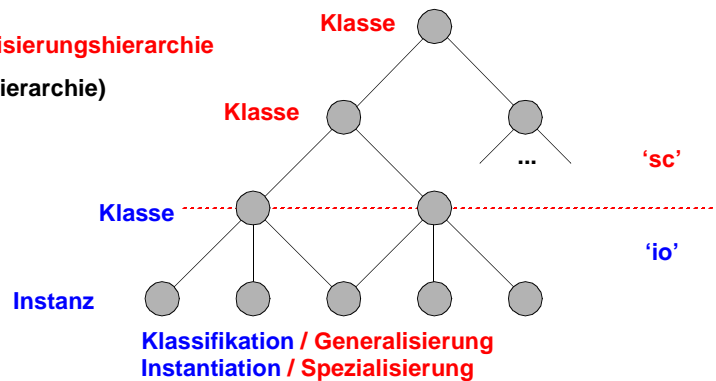 Klasse
isierungshierarchie
ierarchie)
Klasse
...
‘sc’
Klasse
‘io’
Instanz
Klassifikation / Generalisierung
Instantiation / Spezialisierung